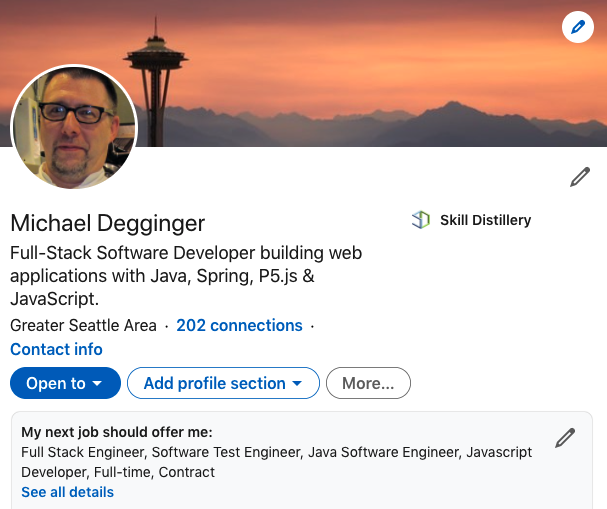 Michael Degginger
Skill Distillery
Full-Stack Software Developer building web
applications with Java, Spring, P5.js &
JavaScript.
Greater Seattle Area · 202 connections ·
Contact info
Open to
Add profile section
More...
My next job should offer me:
Full Stack Engineer, Software Test Engineer, Java Software Engineer, Javascript
Developer, Full-time, Contract
See all details